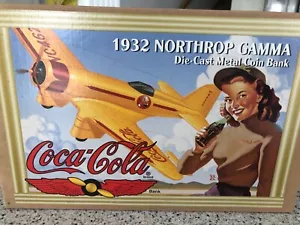 1932 NORTHROP GAMMA
Die-Cast Metal Coin Bank
Coca-Cola
Bank